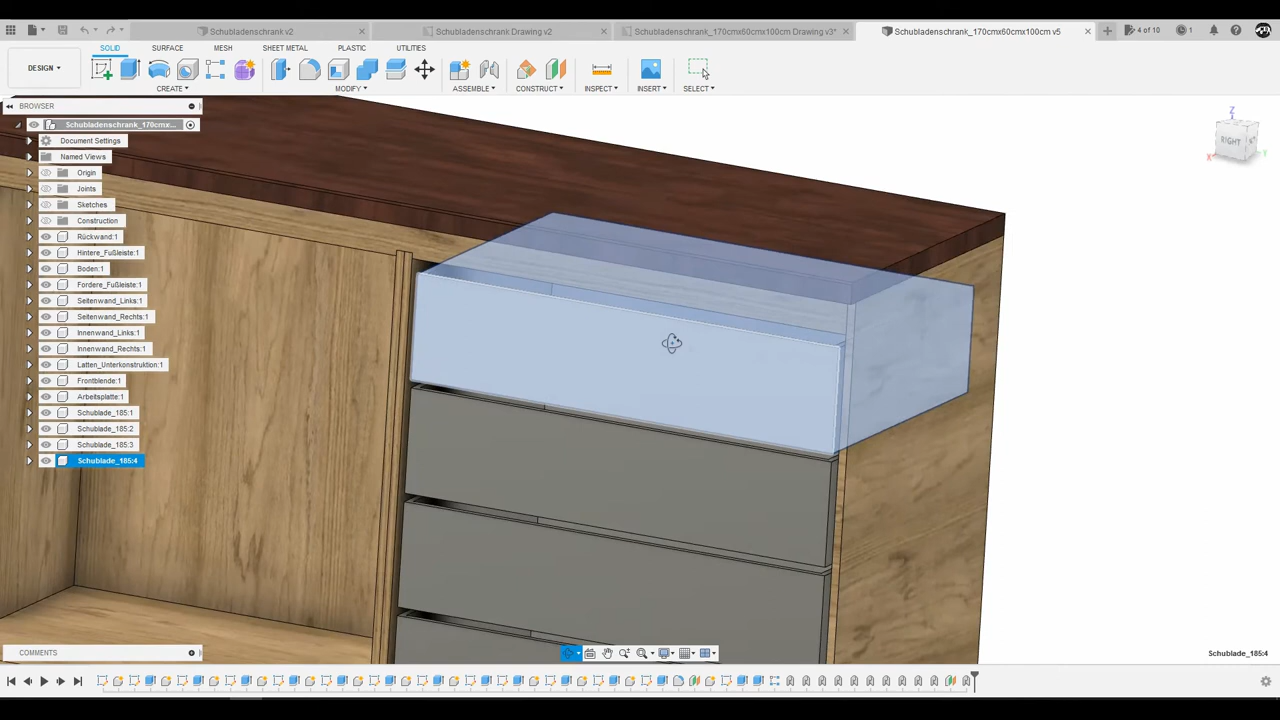 Schubladenschrank v2
Schubladenschrank Drawing v2
Schubladenschrank_170cmx60cmx100cm Drawing v3*
Schubladenschrank_170cmx60cmx100cm v5
4 of 10
1
SOLID
SURFACE
MESH
SHEET METAL
PLASTIC
UTILITIES
DESIGN
CREATE
MODIFY
ASSEMBLE
CONSTRUCT
INSPECT
INSERT
SELECT
BROWSER
Schubladenschrank_170cmx...
Document Settings
Named Views
Origin
Joints
Sketches
Construction
Rückwand:1
Hintere_Fußleiste:1
Boden:1
Fordere_Fußleiste:1
Seitenwand_Links:1
Seitenwand_Rechts:1
Innenwand_Links:1
Innenwand_Rechts:1
Latten_Unterkonstruktion:1
Frontblende:1
Arbeitsplatte:1
Schublade_185:1
Schublade_185:2
Schublade_185:3
Schublade_185:4
Z
RIGHT
X
Y
COMMENTS
Schublade_185:4